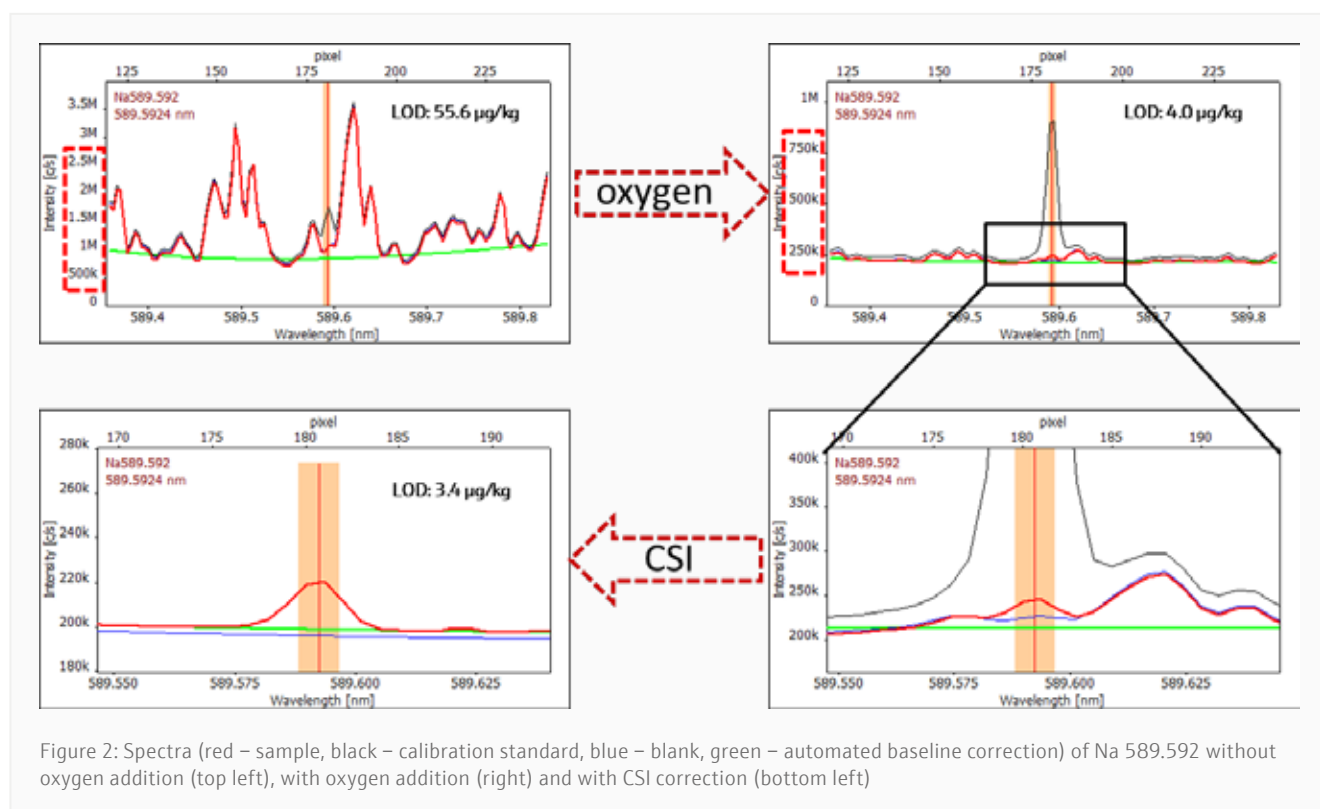 pixel
125 150 175 200 225
Na589.592
589.5924 nm
LOD: 55.6 µg/kg
3.5M
3M
2.5M
2M
1.5M
1M
500k
0
Intensity [c/s]
589.4 589.5 589.6 589.7 589.8
Wavelength [nm]
oxygen
pixel
125 150 175 200 225
Na589.592
589.5924 nm
LOD: 4.0 µg/kg
1M
750k
500k
250k
0
Intensity [c/s]
589.4 589.5 589.6 589.7 589.8
Wavelength [nm]
pixel
170 175 180 185 190
Na589.592
589.5924 nm
LOD: 3.4 µg/kg
280k
260k
240k
220k
200k
180k
Intensity [c/s]
589.550 589.575 589.600 589.625
Wavelength [nm]
CSI
pixel
170 175 180 185 190
Na589.592
589.5924 nm
400k
350k
300k
250k
200k
Intensity [c/s]
589.550 589.575 589.600 589.625
Wavelength [nm]
Figure 2: Spectra (red – sample, black – calibration standard, blue – blank, green – automated baseline correction) of Na 589.592 without
oxygen addition (top left), with oxygen addition (right) and with CSI correction (bottom left)